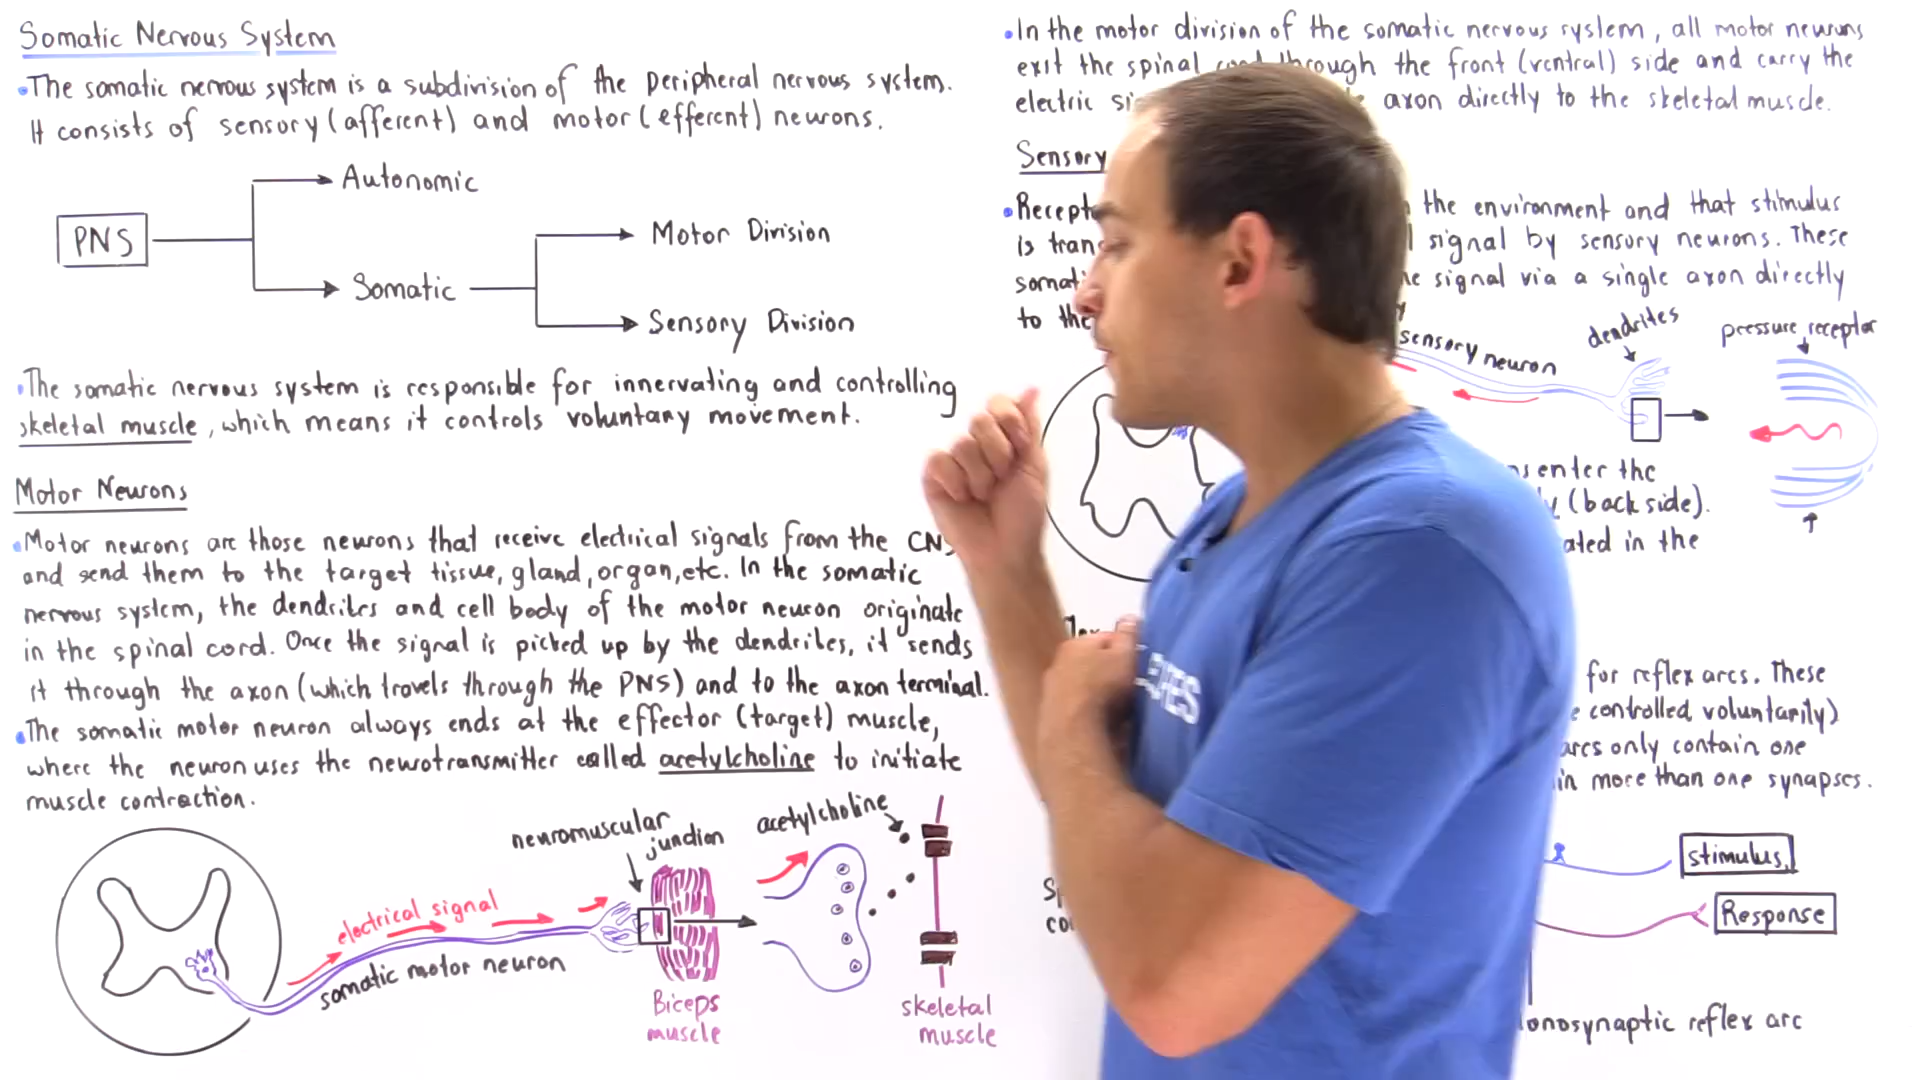 Somatic Nervous System
•The somatic nervous system is a subdivision of the peripheral nervous system.
It consists of sensory (afferent) and motor (efferent) neurons.
PNS
Autonomic
Somatic
Motor Division
Sensory Division
•The somatic nervous system is responsible for innervating and controlling
skeletal muscle, which means it controls voluntary movement.
Motor Neurons
•Motor neurons are those neurons that receive electrical signals from the CNS
and send them to the target tissue, gland, organ, etc. In the somatic
nervous system, the dendrites and cell body of the motor neuron originate
in the spinal cord. Once the signal is picked up by the dendrites, it sends
it through the axon (which travels through the PNS) and to the axon terminal.
•The somatic motor neuron always ends at the effector (target) muscle,
where the neuron uses the neurotransmitter called acetylcholine to initiate
muscle contraction.
electrical signal
somatic motor neuron
neuromuscular
junction
Biceps
muscle
acetylcholine
skeletal
muscle
•In the motor division of the somatic nervous system, all motor neurons
exit the spinal through the front (ventral) side and carry the
electric axon directly to the skeletal muscle.
Sensory
the environment and that stimulus
is signal by sensory neurons. These
signal via a single axon directly
to the
sensory neuron
dendrites
pressure receptor
enter the
(back side).
in the
for reflex arcs. These
controlled voluntarily)
arcs only contain one
in more than one synapses.
stimulus
Response
reflex arc